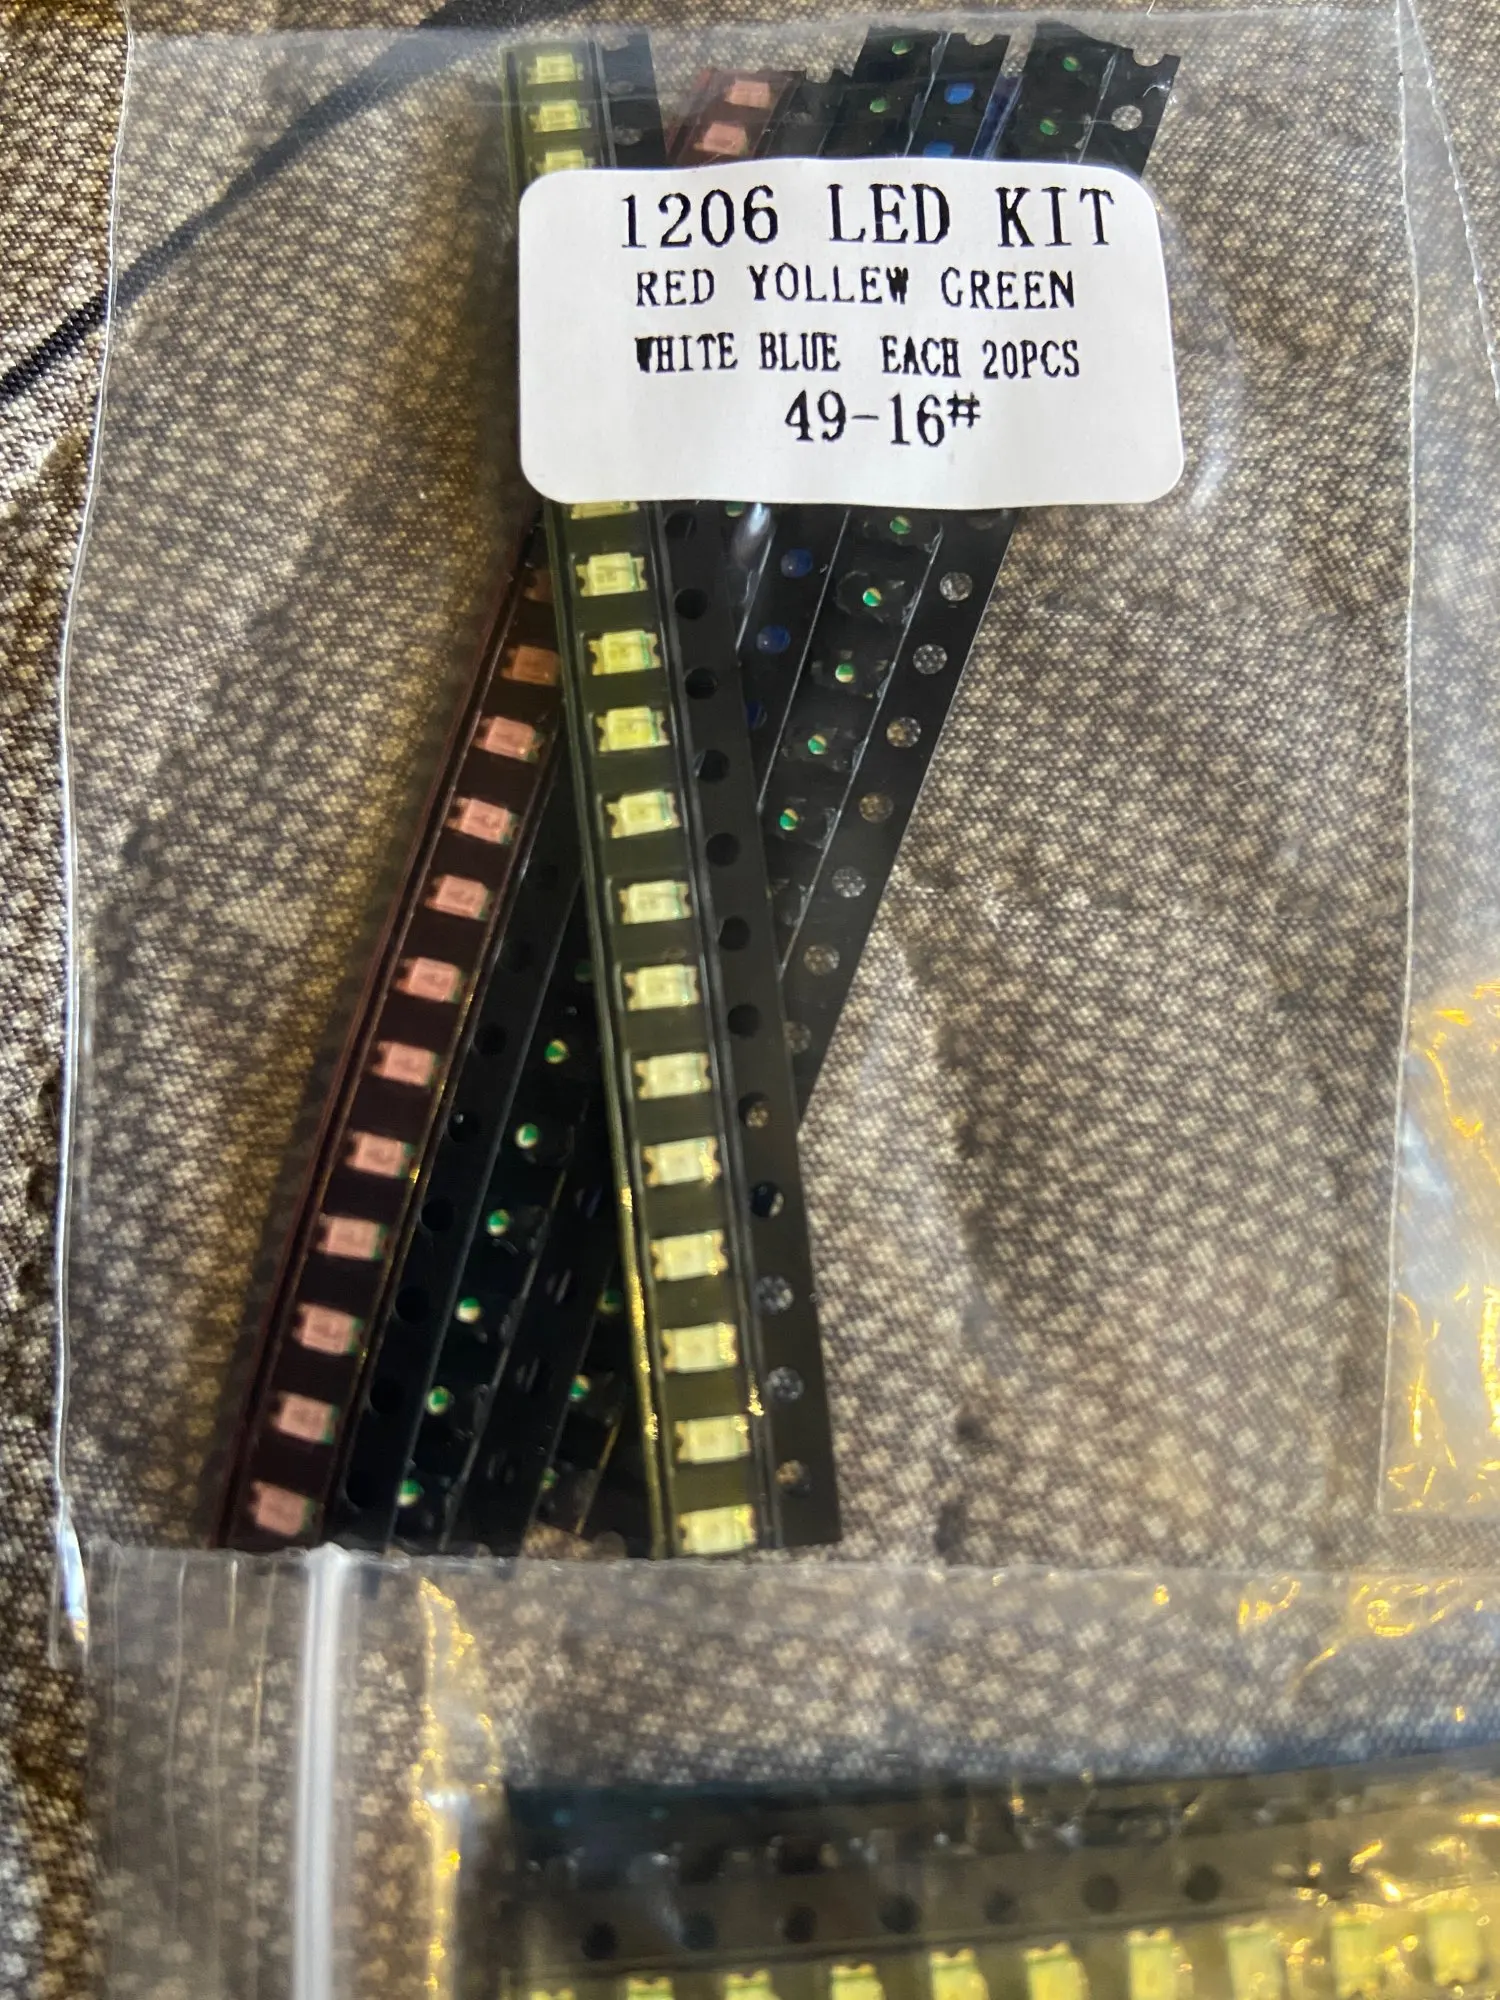 1206 LED KIT
RED YOLLEW GREEN
WHITE BLUE EACH 20PCS
49-16#